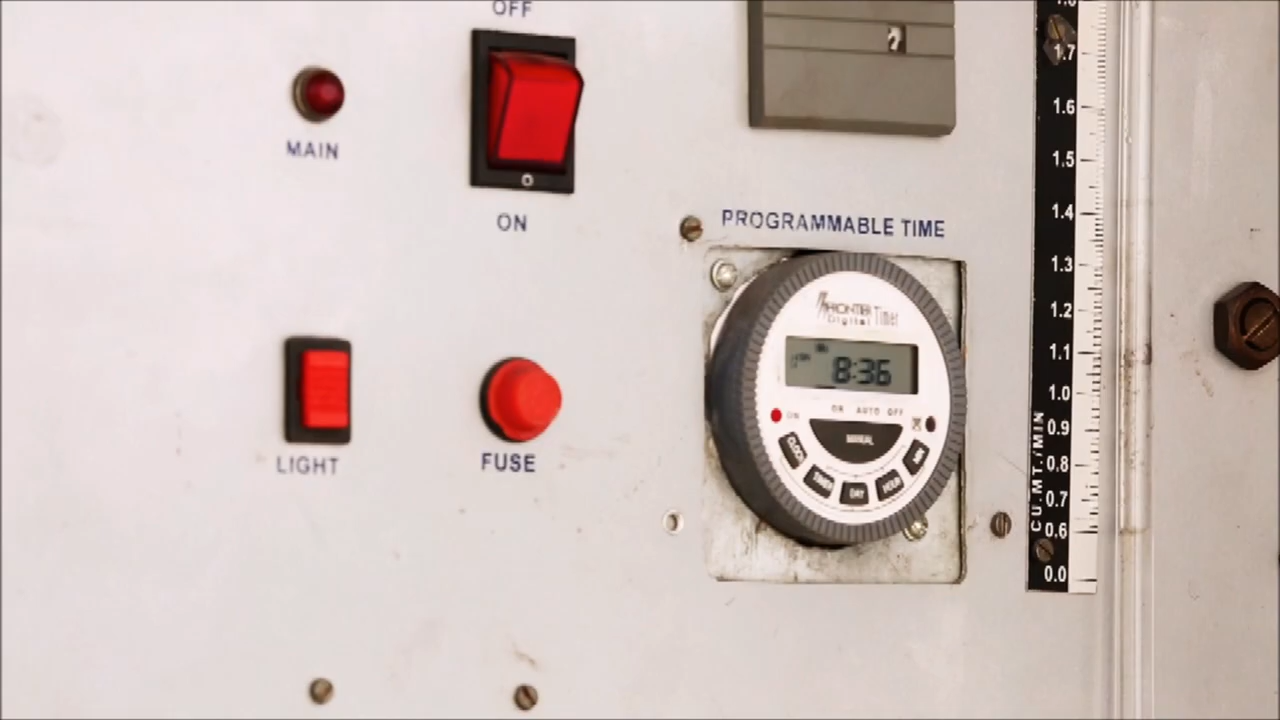 OFF
MAIN
O
ON
LIGHT
FUSE
PROGRAMMABLE TIME
FRONTIER
Digital Timer
8:36
ON AUTO OFF
ON
MANUAL
CLOCK
TIMER
DAY
HOUR
MIN
1.7
1.6
1.5
1.4
1.3
1.2
1.1
1.0
0.9
0.8
0.7
0.6
0.0
CU.MT./MIN